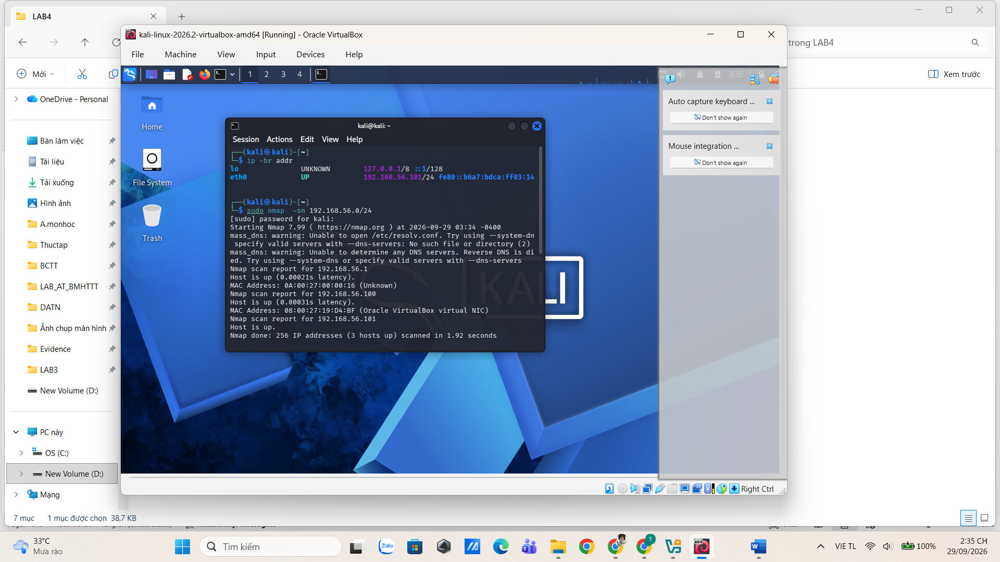 LAB4
kali-linux-2026.2-virtualbox-amd64 [Running] - Oracle VirtualBox
File Machine View Input Devices Help
trong LAB4
Mới
Xem trước
1 2 3 4
3:35
OneDrive - Personal
Bàn làm việc
Tài liệu
Tải xuống
Hình ảnh
A.monhoc
Thuctap
BCTT
LAB_AT_BMHTTT
DATN
Ảnh chụp màn hình
Evidence
LAB3
New Volume (D:)
PC này
OS (C:)
New Volume (D:)
Mạng
7 mục 1 mục được chọn 38,7 KB
Home
File System
Trash
kali@kali: ~
Session Actions Edit View Help
┌──(kali㉿kali)-[~]
└─$ ip -br addr
lo UNKNOWN 127.0.0.1/8 ::1/128
eth0 UP 192.168.56.101/24 fe80::b6a7:bdca:ff03:14
┌──(kali㉿kali)-[~]
└─$ sudo nmap -sn 192.168.56.0/24
[sudo] password for kali:
Starting Nmap 7.99 ( https://nmap.org ) at 2026-09-29 03:34 -0400
mass_dns: warning: Unable to open /etc/resolv.conf. Try using --system-dn
specify valid servers with --dns-servers: No such file or directory (2)
mass_dns: warning: Unable to determine any DNS servers. Reverse DNS is di
ed. Try using --system-dns or specify valid servers with --dns-servers
Nmap scan report for 192.168.56.1
Host is up (0.00021s latency).
MAC Address: 0A:00:27:00:00:16 (Unknown)
Nmap scan report for 192.168.56.100
Host is up (0.00031s latency).
MAC Address: 08:00:27:19:D4:BF (Oracle VirtualBox virtual NIC)
Nmap scan report for 192.168.56.101
Host is up.
Nmap done: 256 IP addresses (3 hosts up) scanned in 1.92 seconds
KALI
Auto capture keyboard ...
Don't show again
Mouse integration ...
Don't show again
Right Ctrl
33°C
Mưa rào
Tìm kiếm
Zalo
VIE TL
100%
2:35 CH
29/09/2026